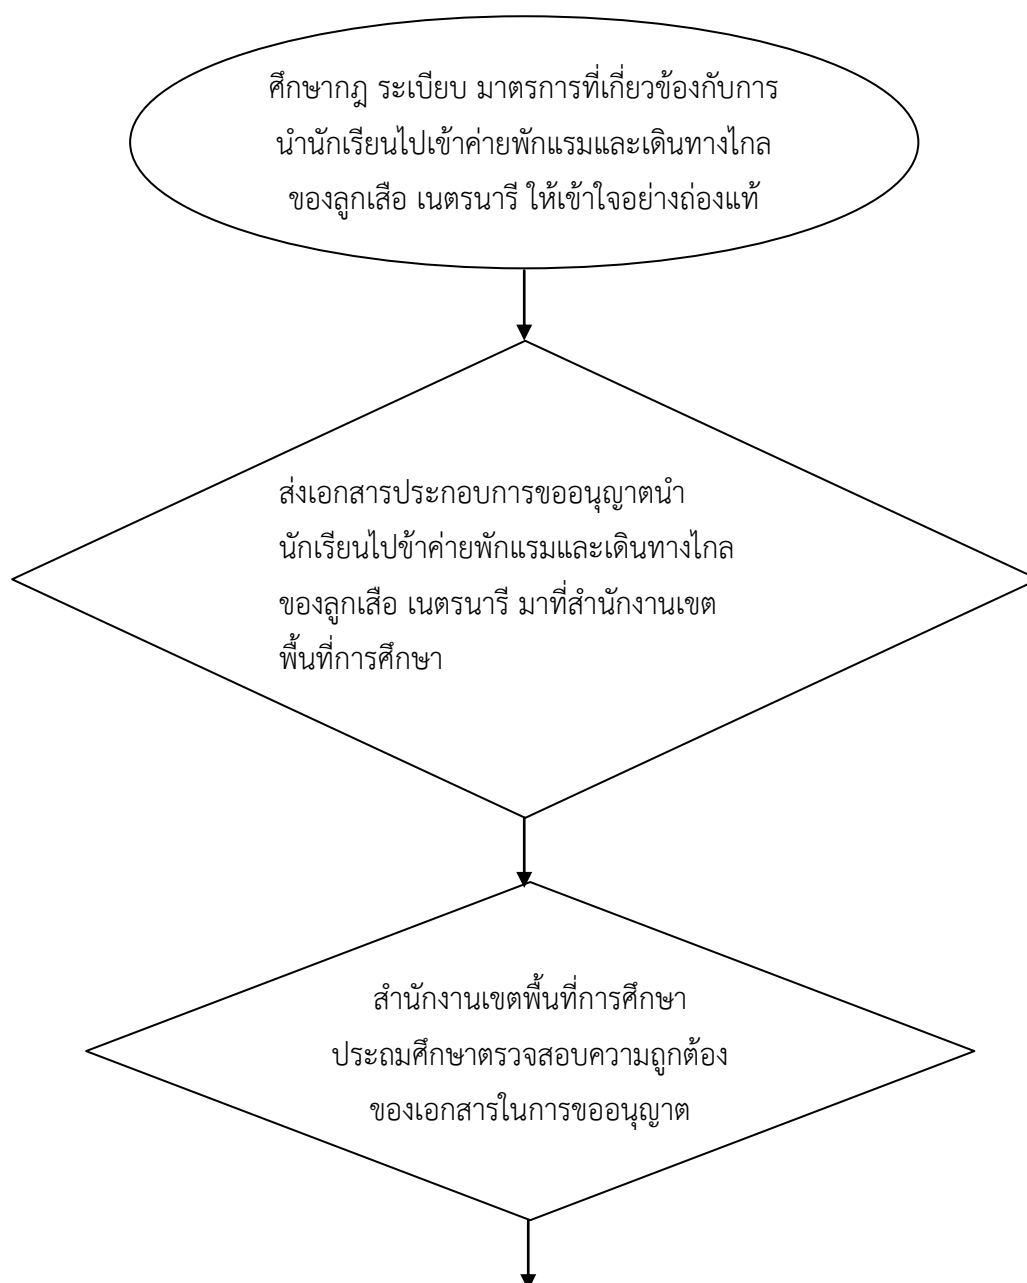 ศึกษากฎ ระเบียบ มาตรการที่เกี่ยวข้องกับการ
นำนักเรียนไปเข้าค่ายพักแรมและเดินทางไกล
ของลูกเสือ เนตรนารี ให้เข้าใจอย่างถ่องแท้
ส่งเอกสารประกอบการขออนุญาตนำ
นักเรียนไปข้าค่ายพักแรมและเดินทางไกล
ของลูกเสือ เนตรนารี มาที่สำนักงานเขต
พื้นที่การศึกษา
สำนักงานเขตพื้นที่การศึกษา
ประถมศึกษาตรวจสอบความถูกต้อง
ของเอกสารในการขออนุญาต